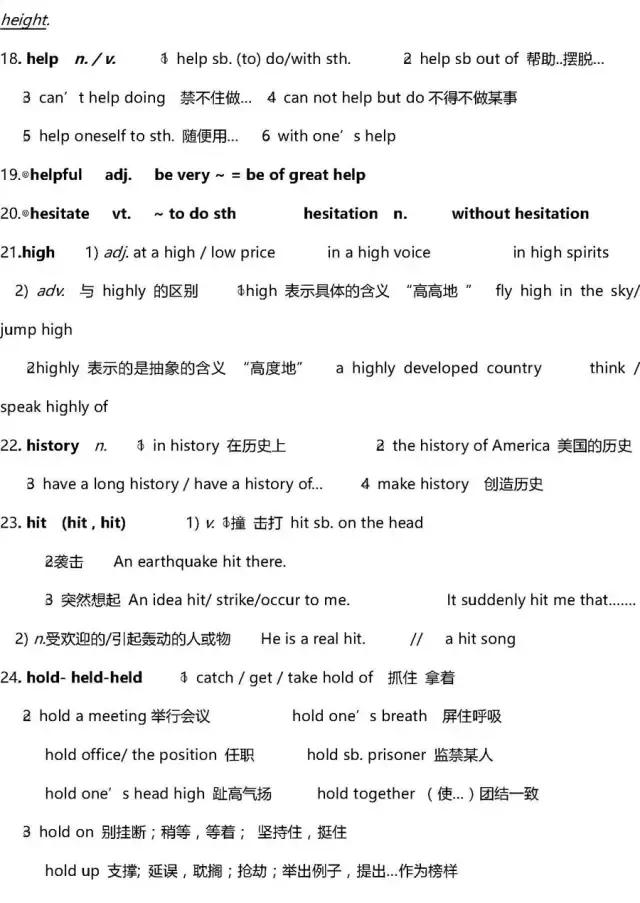 height.
18. help n. / v. ① help sb. (to) do/with sth. ② help sb out of 帮助..摆脱…
③ can’t help doing 禁不住做… ④ can not help but do 不得不做某事
⑤ help oneself to sth. 随便用… ⑥ with one’s help
19.⊙helpful adj. be very ~ = be of great help
20.⊙hesitate vt. ~ to do sth hesitation n. without hesitation
21.high 1) adj. at a high / low price in a high voice in high spirits
2) adv. 与 highly 的区别 ①high 表示具体的含义 “高高地 ” fly high in the sky/
jump high
②highly 表示的是抽象的含义 “高度地” a highly developed country think /
speak highly of
22. history n. ① in history 在历史上 ② the history of America 美国的历史
③ have a long history / have a history of… ④ make history 创造历史
23. hit (hit , hit) 1) v. ①撞 击打 hit sb. on the head
②袭击 An earthquake hit there.
③ 突然想起 An idea hit/ strike/occur to me. It suddenly hit me that…….
2) n.受欢迎的/引起轰动的人或物 He is a real hit. // a hit song
24. hold- held-held ① catch / get / take hold of 抓住 拿着
② hold a meeting 举行会议 hold one’s breath 屏住呼吸
hold office/ the position 任职 hold sb. prisoner 监禁某人
hold one’s head high 趾高气扬 hold together （使…）团结一致
③ hold on 别挂断；稍等，等着； 坚持住，挺住
hold up 支撑; 延误，耽搁；抢劫；举出例子，提出…作为榜样